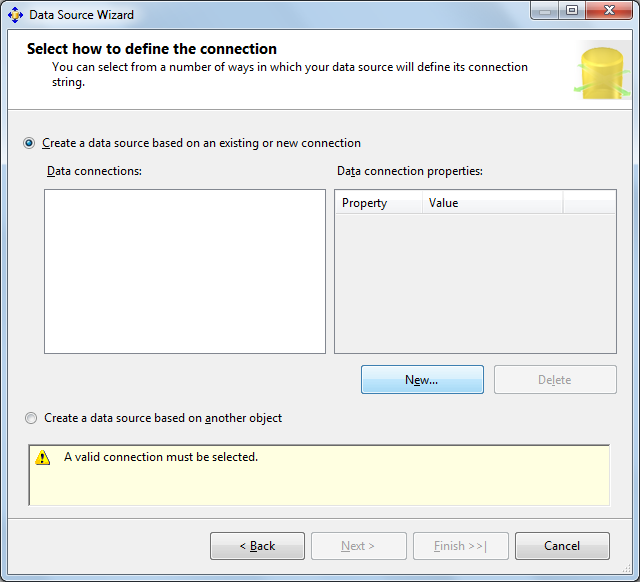 Data Source Wizard
Select how to define the connection
You can select from a number of ways in which your data source will define its connection
string.
Create a data source based on an existing or new connection
Data connections:
Data connection properties:
Property Value
New...
Delete
Create a data source based on another object
A valid connection must be selected.
< Back Next > Finish >>| Cancel